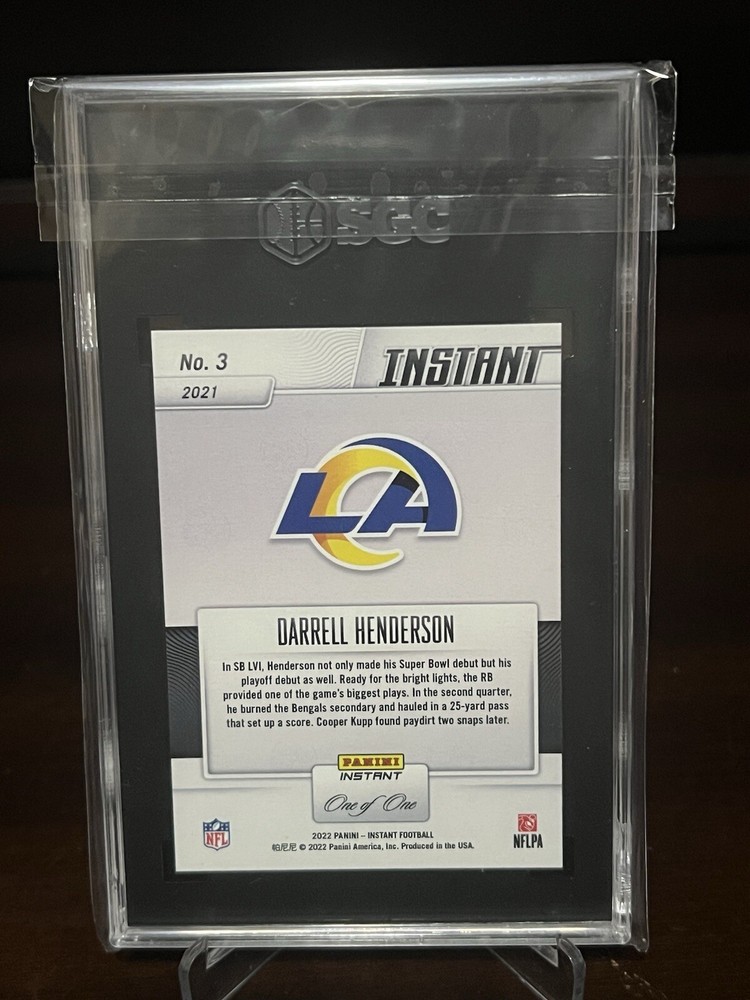 SGC
No. 3
INSTANT
2021
LA
DARRELL HENDERSON
In SB LVI, Henderson not only made his Super Bowl debut but his
playoff debut as well. Ready for the bright lights, the RB
provided one of the game's biggest plays. In the second quarter,
he burned the Bengals secondary and hauled in a 25-yard pass
that set up a score. Cooper Kupp found paydirt two snaps later.
PANINI
INSTANT
One of One
NFL
2022 PANINI – INSTANT FOOTBALL
帕尼尼 © 2022 Panini America, Inc. Produced in the USA.
NFLPA